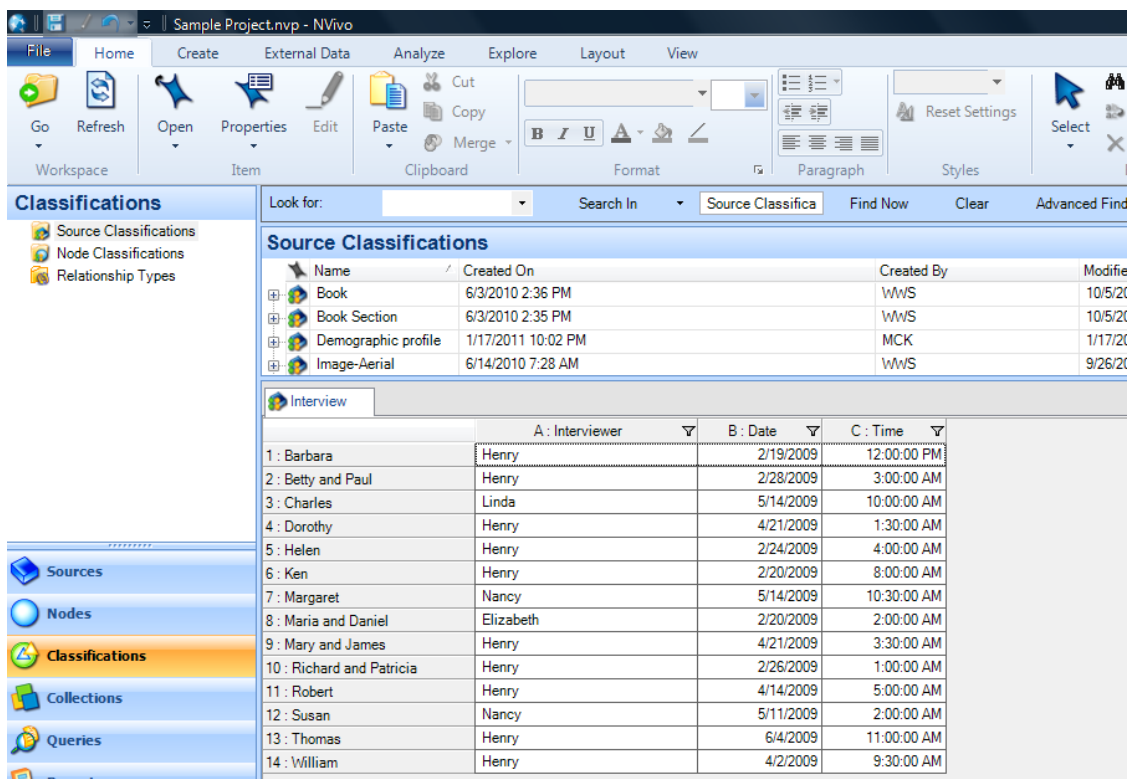 Sample Project.nvp - NVivo
File Home Create External Data Analyze Explore Layout View
Go Refresh Open Properties Edit Paste Cut Copy Merge B I U A Reset Settings Select
Workspace Item Clipboard Format Paragraph Styles
Classifications
Source Classifications
Node Classifications
Relationship Types
Sources
Nodes
Classifications
Collections
Queries
Look for: Search In Source Classifica Find Now Clear Advanced Find
Source Classifications
Name Created On Created By Modifie
Book 6/3/2010 2:36 PM WWS 10/5/20
Book Section 6/3/2010 2:35 PM WWS 10/5/20
Demographic profile 1/17/2011 10:02 PM MCK 1/17/20
Image-Aerial 6/14/2010 7:28 AM WWS 9/26/20
Interview
A : Interviewer B : Date C : Time
1 : Barbara Henry 2/19/2009 12:00:00 PM
2 : Betty and Paul Henry 2/28/2009 3:00:00 AM
3 : Charles Linda 5/14/2009 10:00:00 AM
4 : Dorothy Henry 4/21/2009 1:30:00 AM
5 : Helen Henry 2/24/2009 4:00:00 AM
6 : Ken Henry 2/20/2009 8:00:00 AM
7 : Margaret Nancy 5/14/2009 10:30:00 AM
8 : Maria and Daniel Elizabeth 2/20/2009 2:00:00 AM
9 : Mary and James Henry 4/21/2009 3:30:00 AM
10 : Richard and Patricia Henry 2/26/2009 1:00:00 AM
11 : Robert Henry 4/14/2009 5:00:00 AM
12 : Susan Nancy 5/11/2009 2:00:00 AM
13 : Thomas Henry 6/4/2009 11:00:00 AM
14 : William Henry 4/2/2009 9:30:00 AM